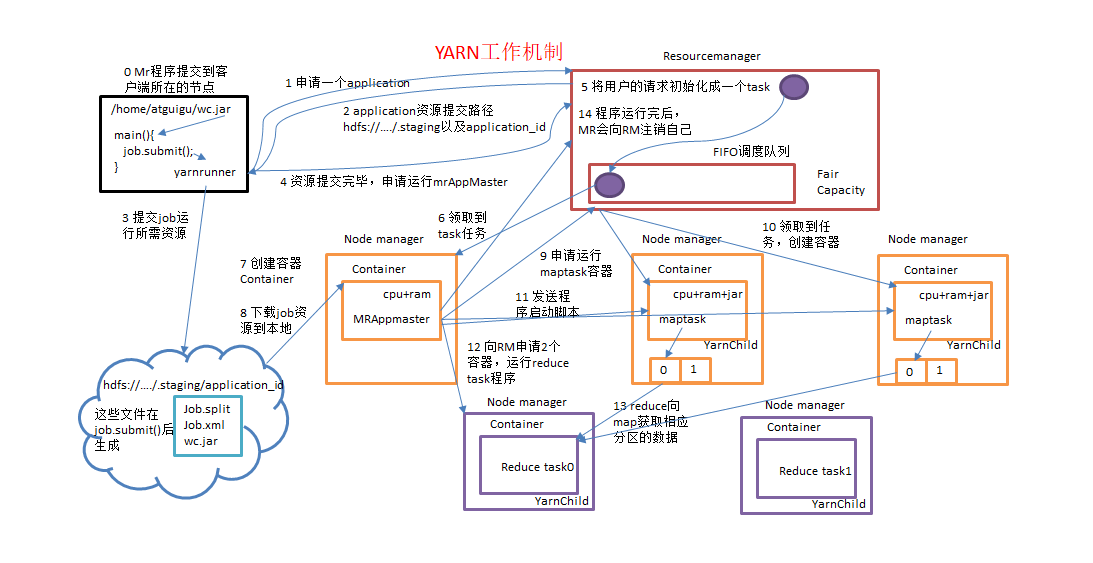 YARN工作机制
0 Mr程序提交到客
户端所在的节点
/home/atguigu/wc.jar
main(){
job.submit();
}
yarnrunner
1 申请一个application
2 application资源提交路径
hdfs://…./.staging以及application_id
4 资源提交完毕，申请运行mrAppMaster
Resourcemanager
5 将用户的请求初始化成一个task
14 程序运行完后，
MR会向RM注销自己
FIFO调度队列
Fair
Capacity
3 提交job运
行所需资源
6 领取到
task任务
7 创建容器
Container
8 下载job资
源到本地
Node manager
Container
cpu+ram
MRAppmaster
9 申请运行
maptask容器
11 发送程
序启动脚本
12 向RM申请2个
容器，运行reduce
task程序
Node manager
Container
cpu+ram+jar
maptask
YarnChild
0
1
10 领取到任
务，创建容器
Node manager
Container
cpu+ram+jar
maptask
YarnChild
0
1
hdfs://…./.staging/application_id
这些文件在
job.submit()后
生成
Job.split
Job.xml
wc.jar
Node manager
Container
Reduce task0
YarnChild
13 reduce向
map获取相应
分区的数据
Node manager
Container
Reduce task1
YarnChild